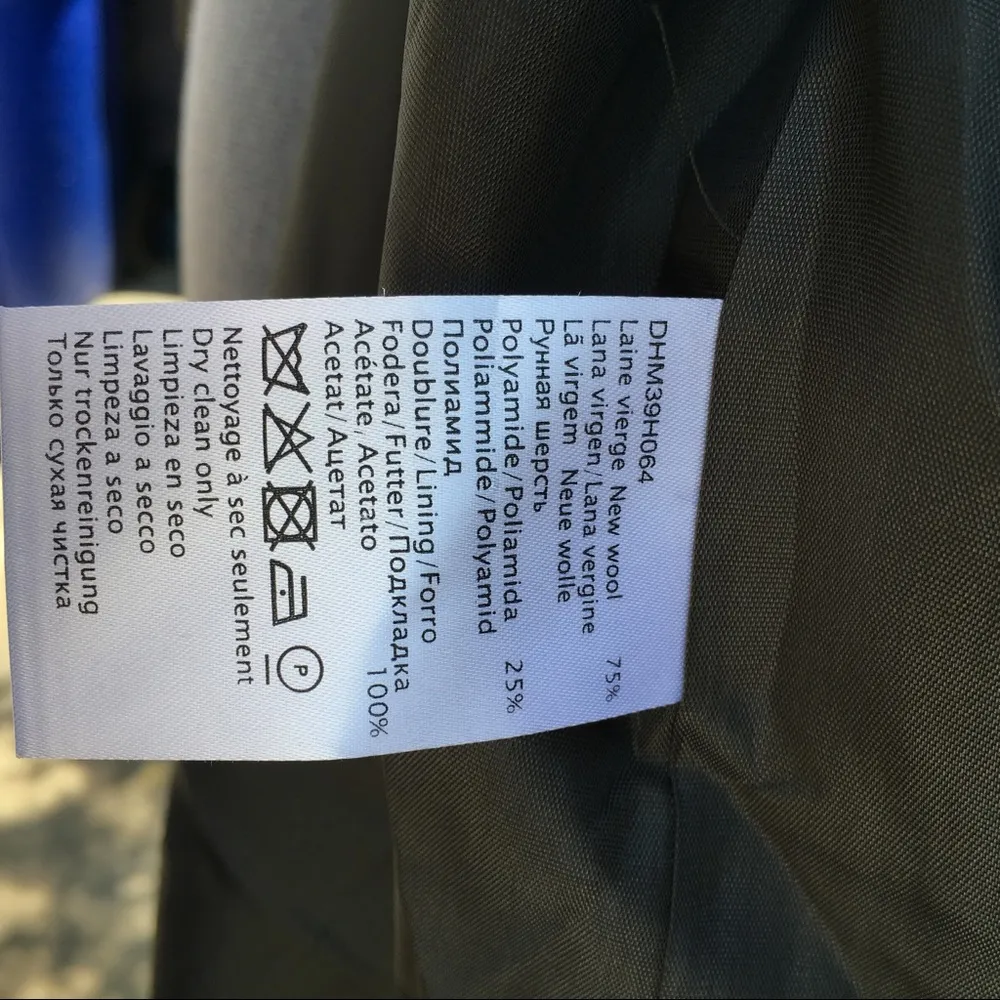 DHM39H064
Laine vierge New wool 75%
Lana virgen/Lana vergine
Lã virgem Neue wolle
Рунная шерсть
Polyamide/Poliamida 25%
Poliammide/Polyamid
Полиамид
Doublure/Lining/Forro
Fodera/Futter/Подкладка
Acétate, Acetato 100%
Acetat/Ацетат
P
Nettoyage à sec seulement
Dry clean only
Limpieza en seco
Lavaggio a secco
Limpeza a seco
Nur trockenreinigung
Только сухая чистка